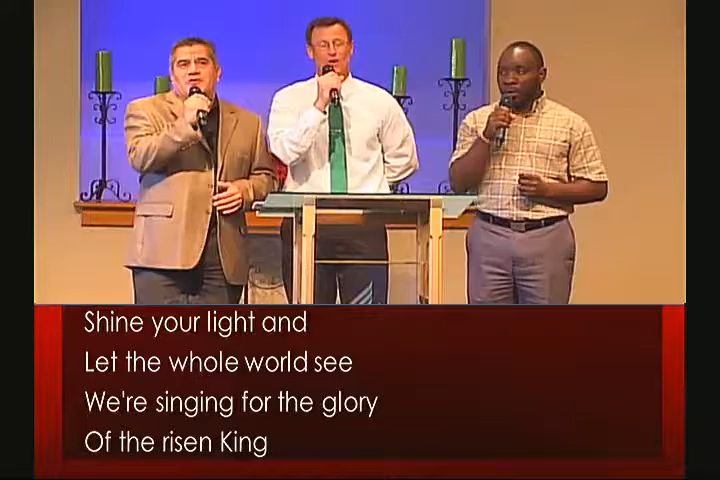 Shine your light and
Let the whole world see
We're singing for the glory
Of the risen King